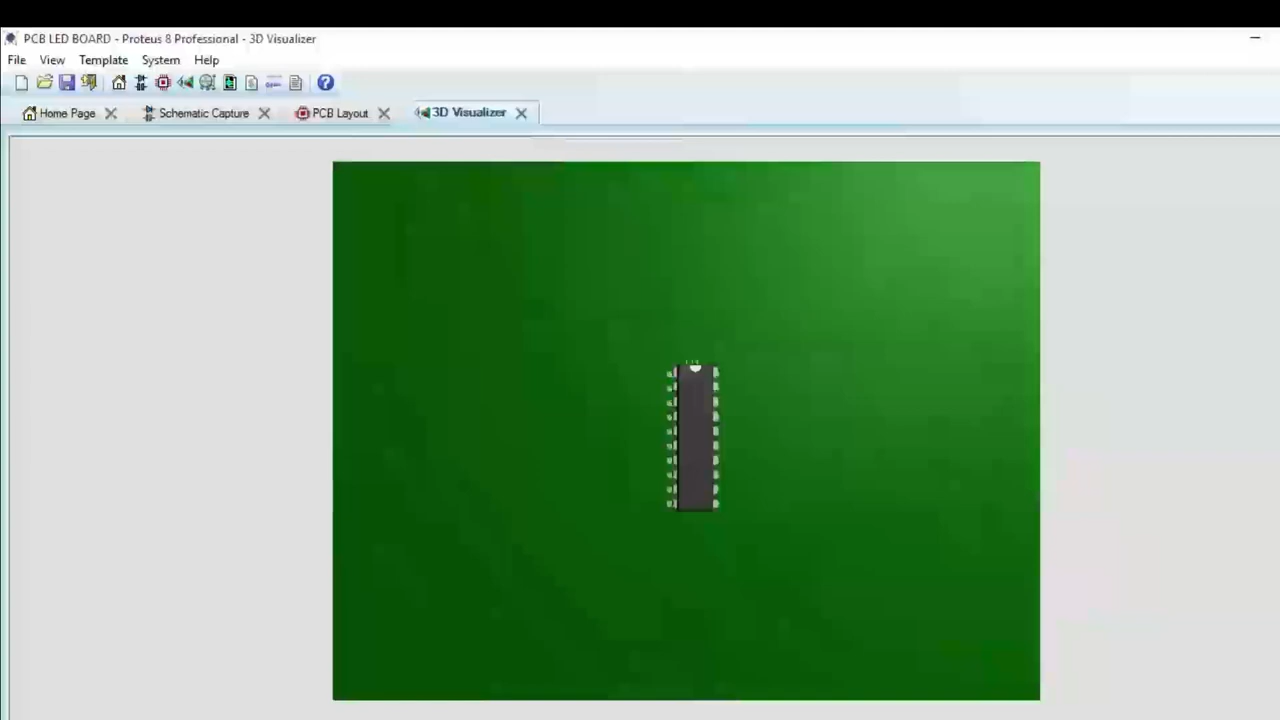 PCB LED BOARD - Proteus 8 Professional - 3D Visualizer
File View Template System Help
Home Page Schematic Capture PCB Layout 3D Visualizer